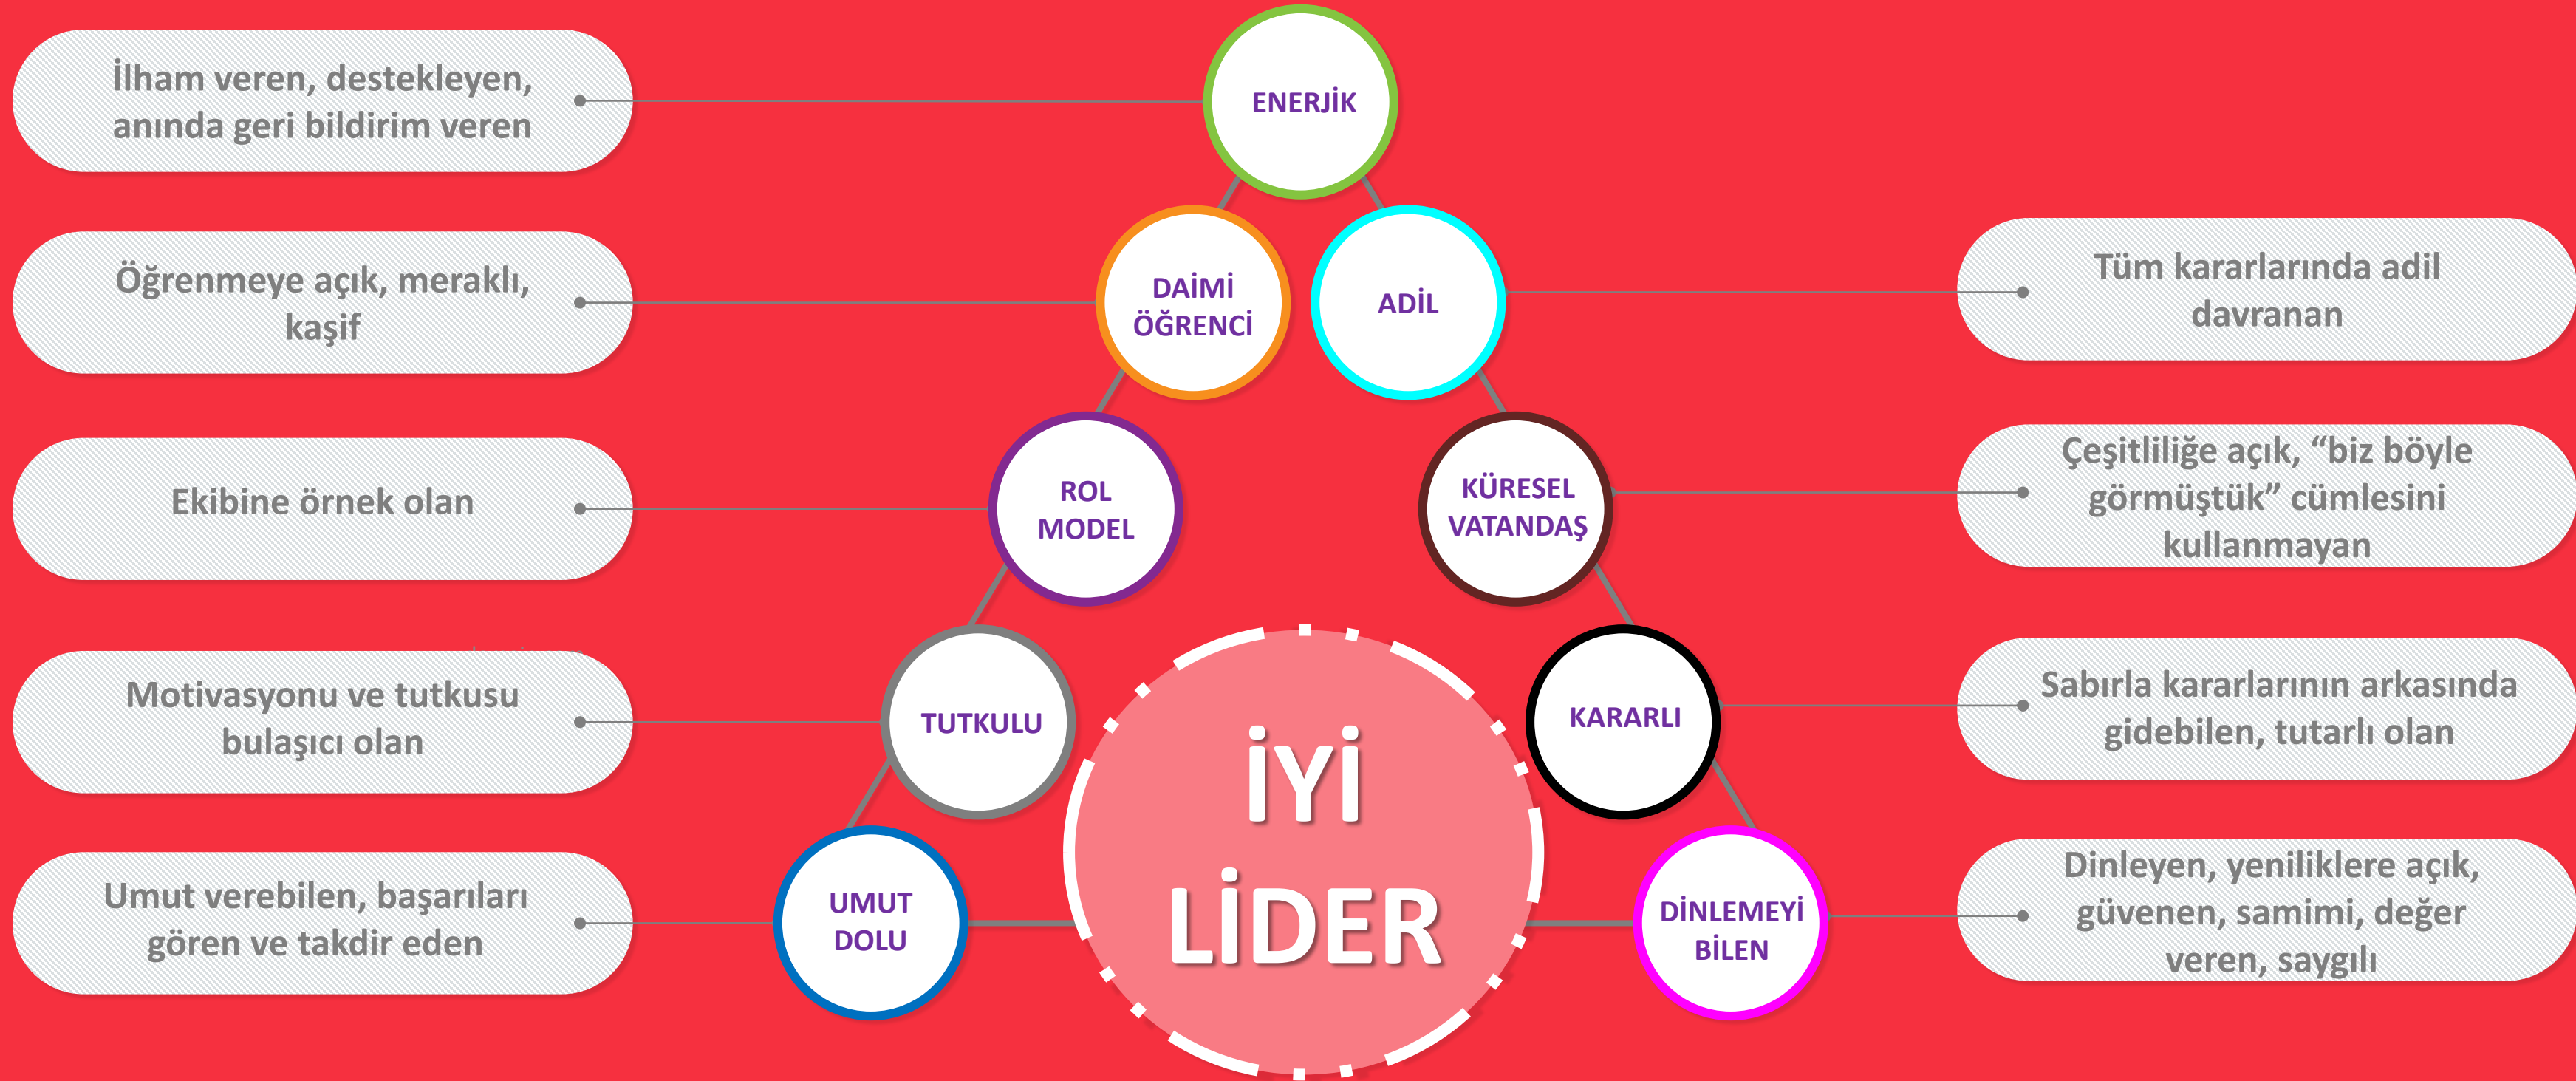 İlham veren, destekleyen,
anında geri bildirim veren
ENERJİK
Öğrenmeye açık, meraklı,
kaşif
DAİMİ
ÖĞRENCİ
ADİL
Tüm kararlarında adil
davranan
Ekibine örnek olan
ROL
MODEL
KÜRESEL
VATANDAŞ
Çeşitliliğe açık, “biz böyle
görmüştük” cümlesini
kullanmayan
Motivasyonu ve tutkusu
bulaşıcı olan
TUTKULU
KARARLI
Sabırla kararlarının arkasında
gidebilen, tutarlı olan
İYİ
LİDER
Umut verebilen, başarıları
gören ve takdir eden
UMUT
DOLU
DİNLEMEYİ
BİLEN
Dinleyen, yeniliklere açık,
güvenen, samimi, değer
veren, saygılı